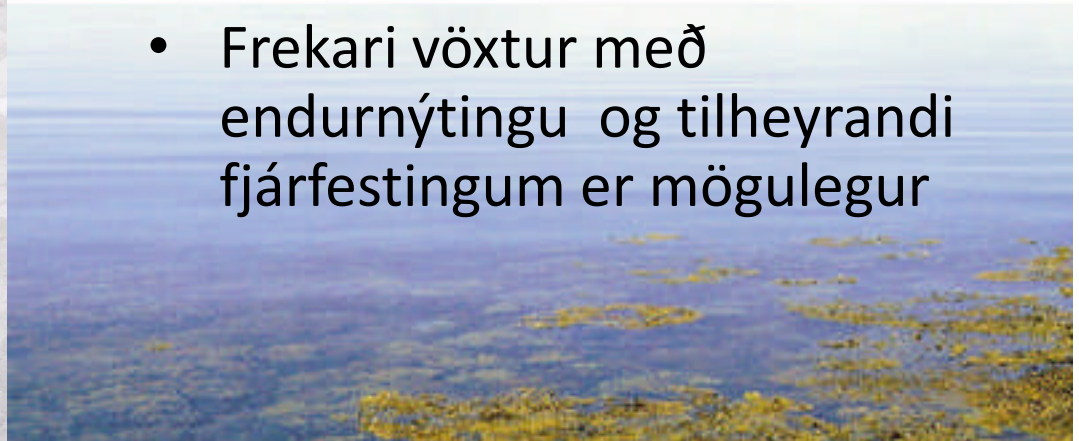 • Frekari vöxtur með
endurnýtingu  og tilheyrandi
fjárfestingum er mögulegur